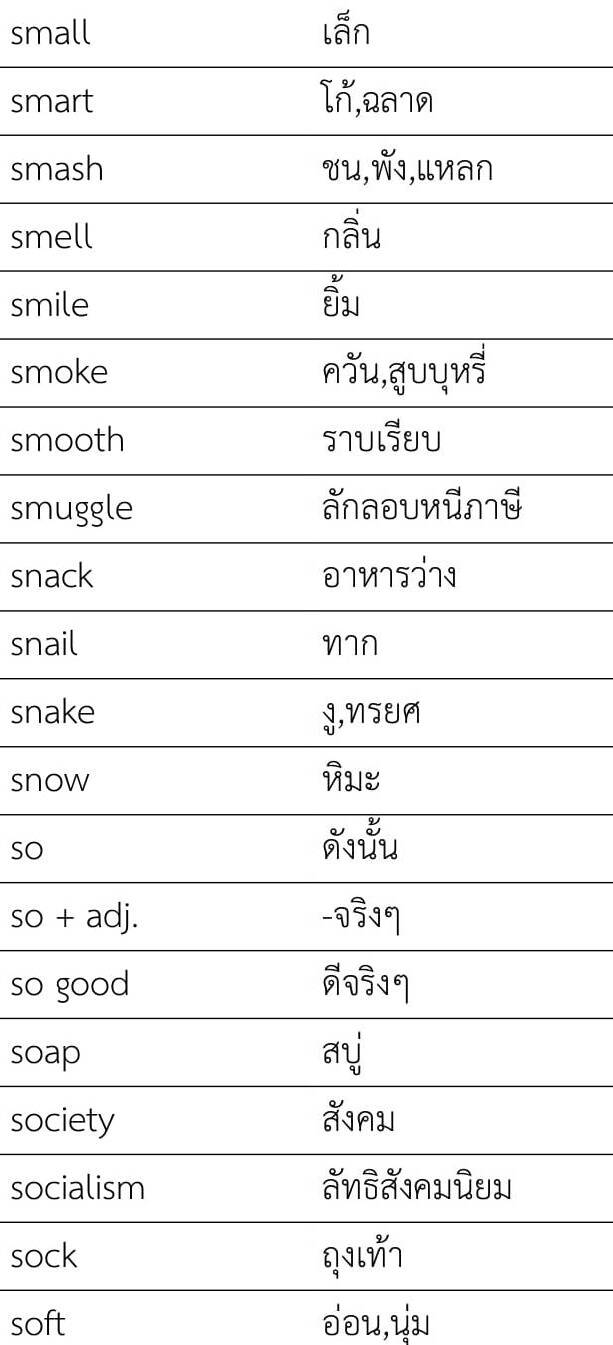 small เล็ก
smart โก้,ฉลาด
smash ชน,พัง,แหลก
smell กลิ่น
smile ยิ้ม
smoke ควัน,สูบบุหรี่
smooth ราบเรียบ
smuggle ลักลอบหนีภาษี
snack อาหารว่าง
snail ทาก
snake งู,ทรยศ
snow หิมะ
so ดังนั้น
so + adj. -จริงๆ
so good ดีจริงๆ
soap สบู่
society สังคม
socialism ลัทธิสังคมนิยม
sock ถุงเท้า
soft อ่อน,นุ่ม